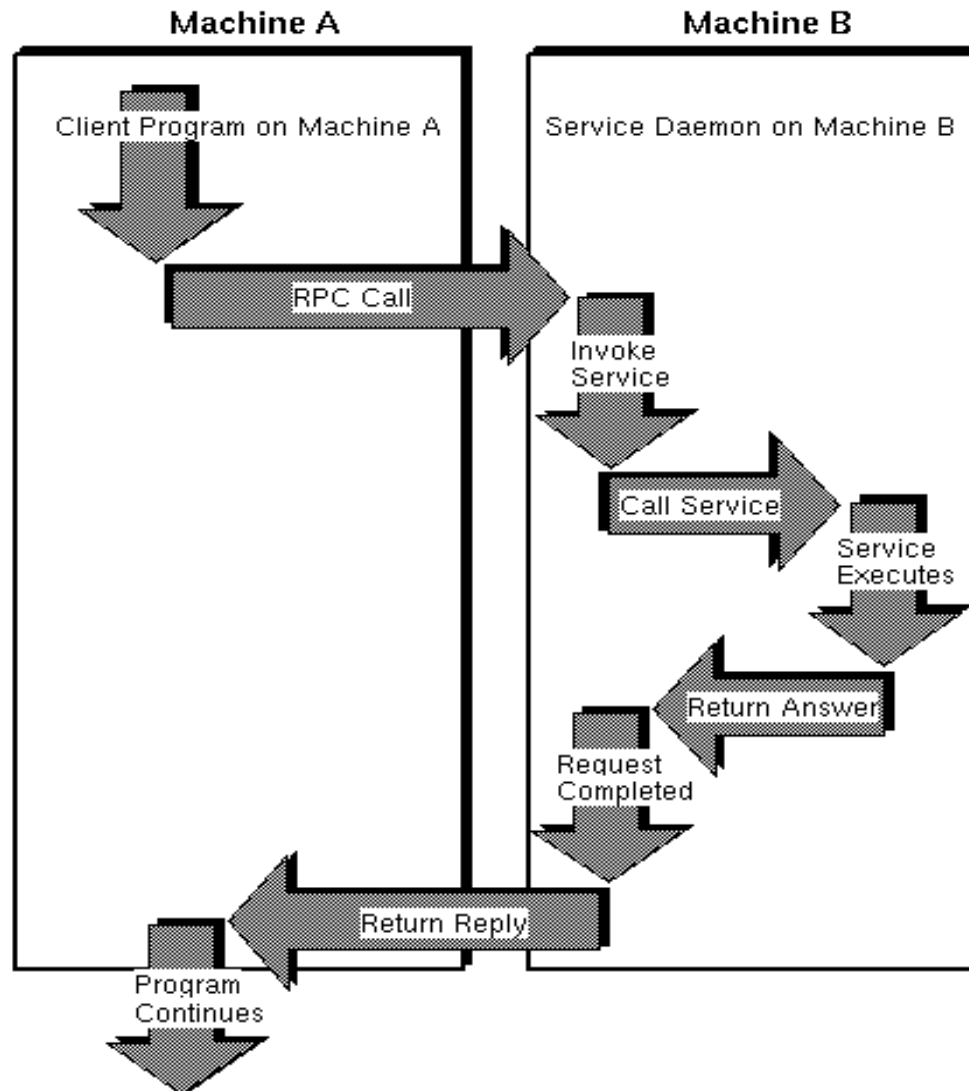 Machine A
Machine B
Client Program on Machine A
Service Daemon on Machine B
RPC Call
Invoke
Service
Call Service
Service
Executes
Return Answer
Request
Completed
Return Reply
Program
Continues